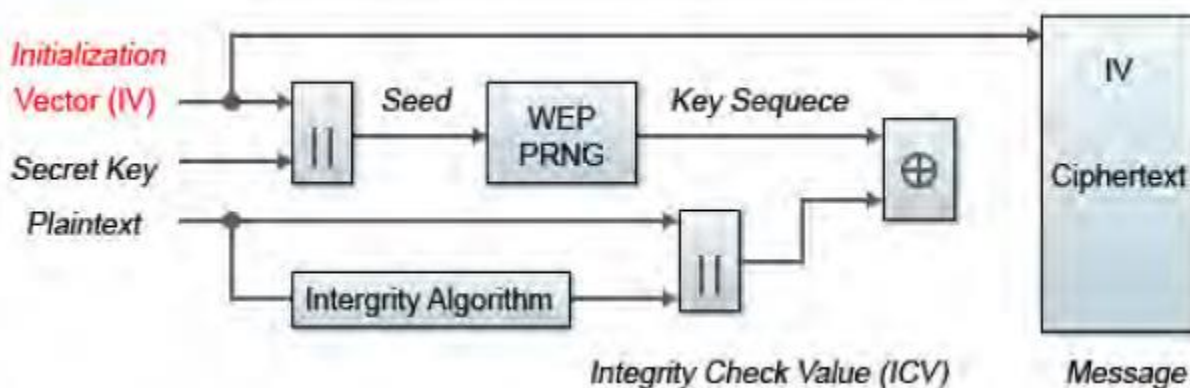 Initialization
Vector (IV)
Secret Key
Plaintext
||
Seed
WEP
PRNG
Key Sequece
⊕
Intergrity Algorithm
||
Integrity Check Value (ICV)
IV
Ciphertext
Message